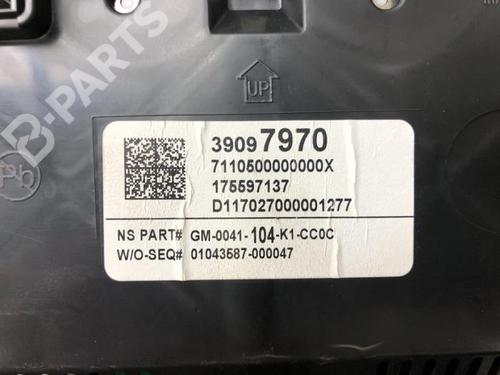 B-PARTS
UP
39097970
7110500000000X
175597137
D117027000001277
NS PART# GM-0041-104-K1-CC0C
W/O-SEQ# 01043587-000047
Pb